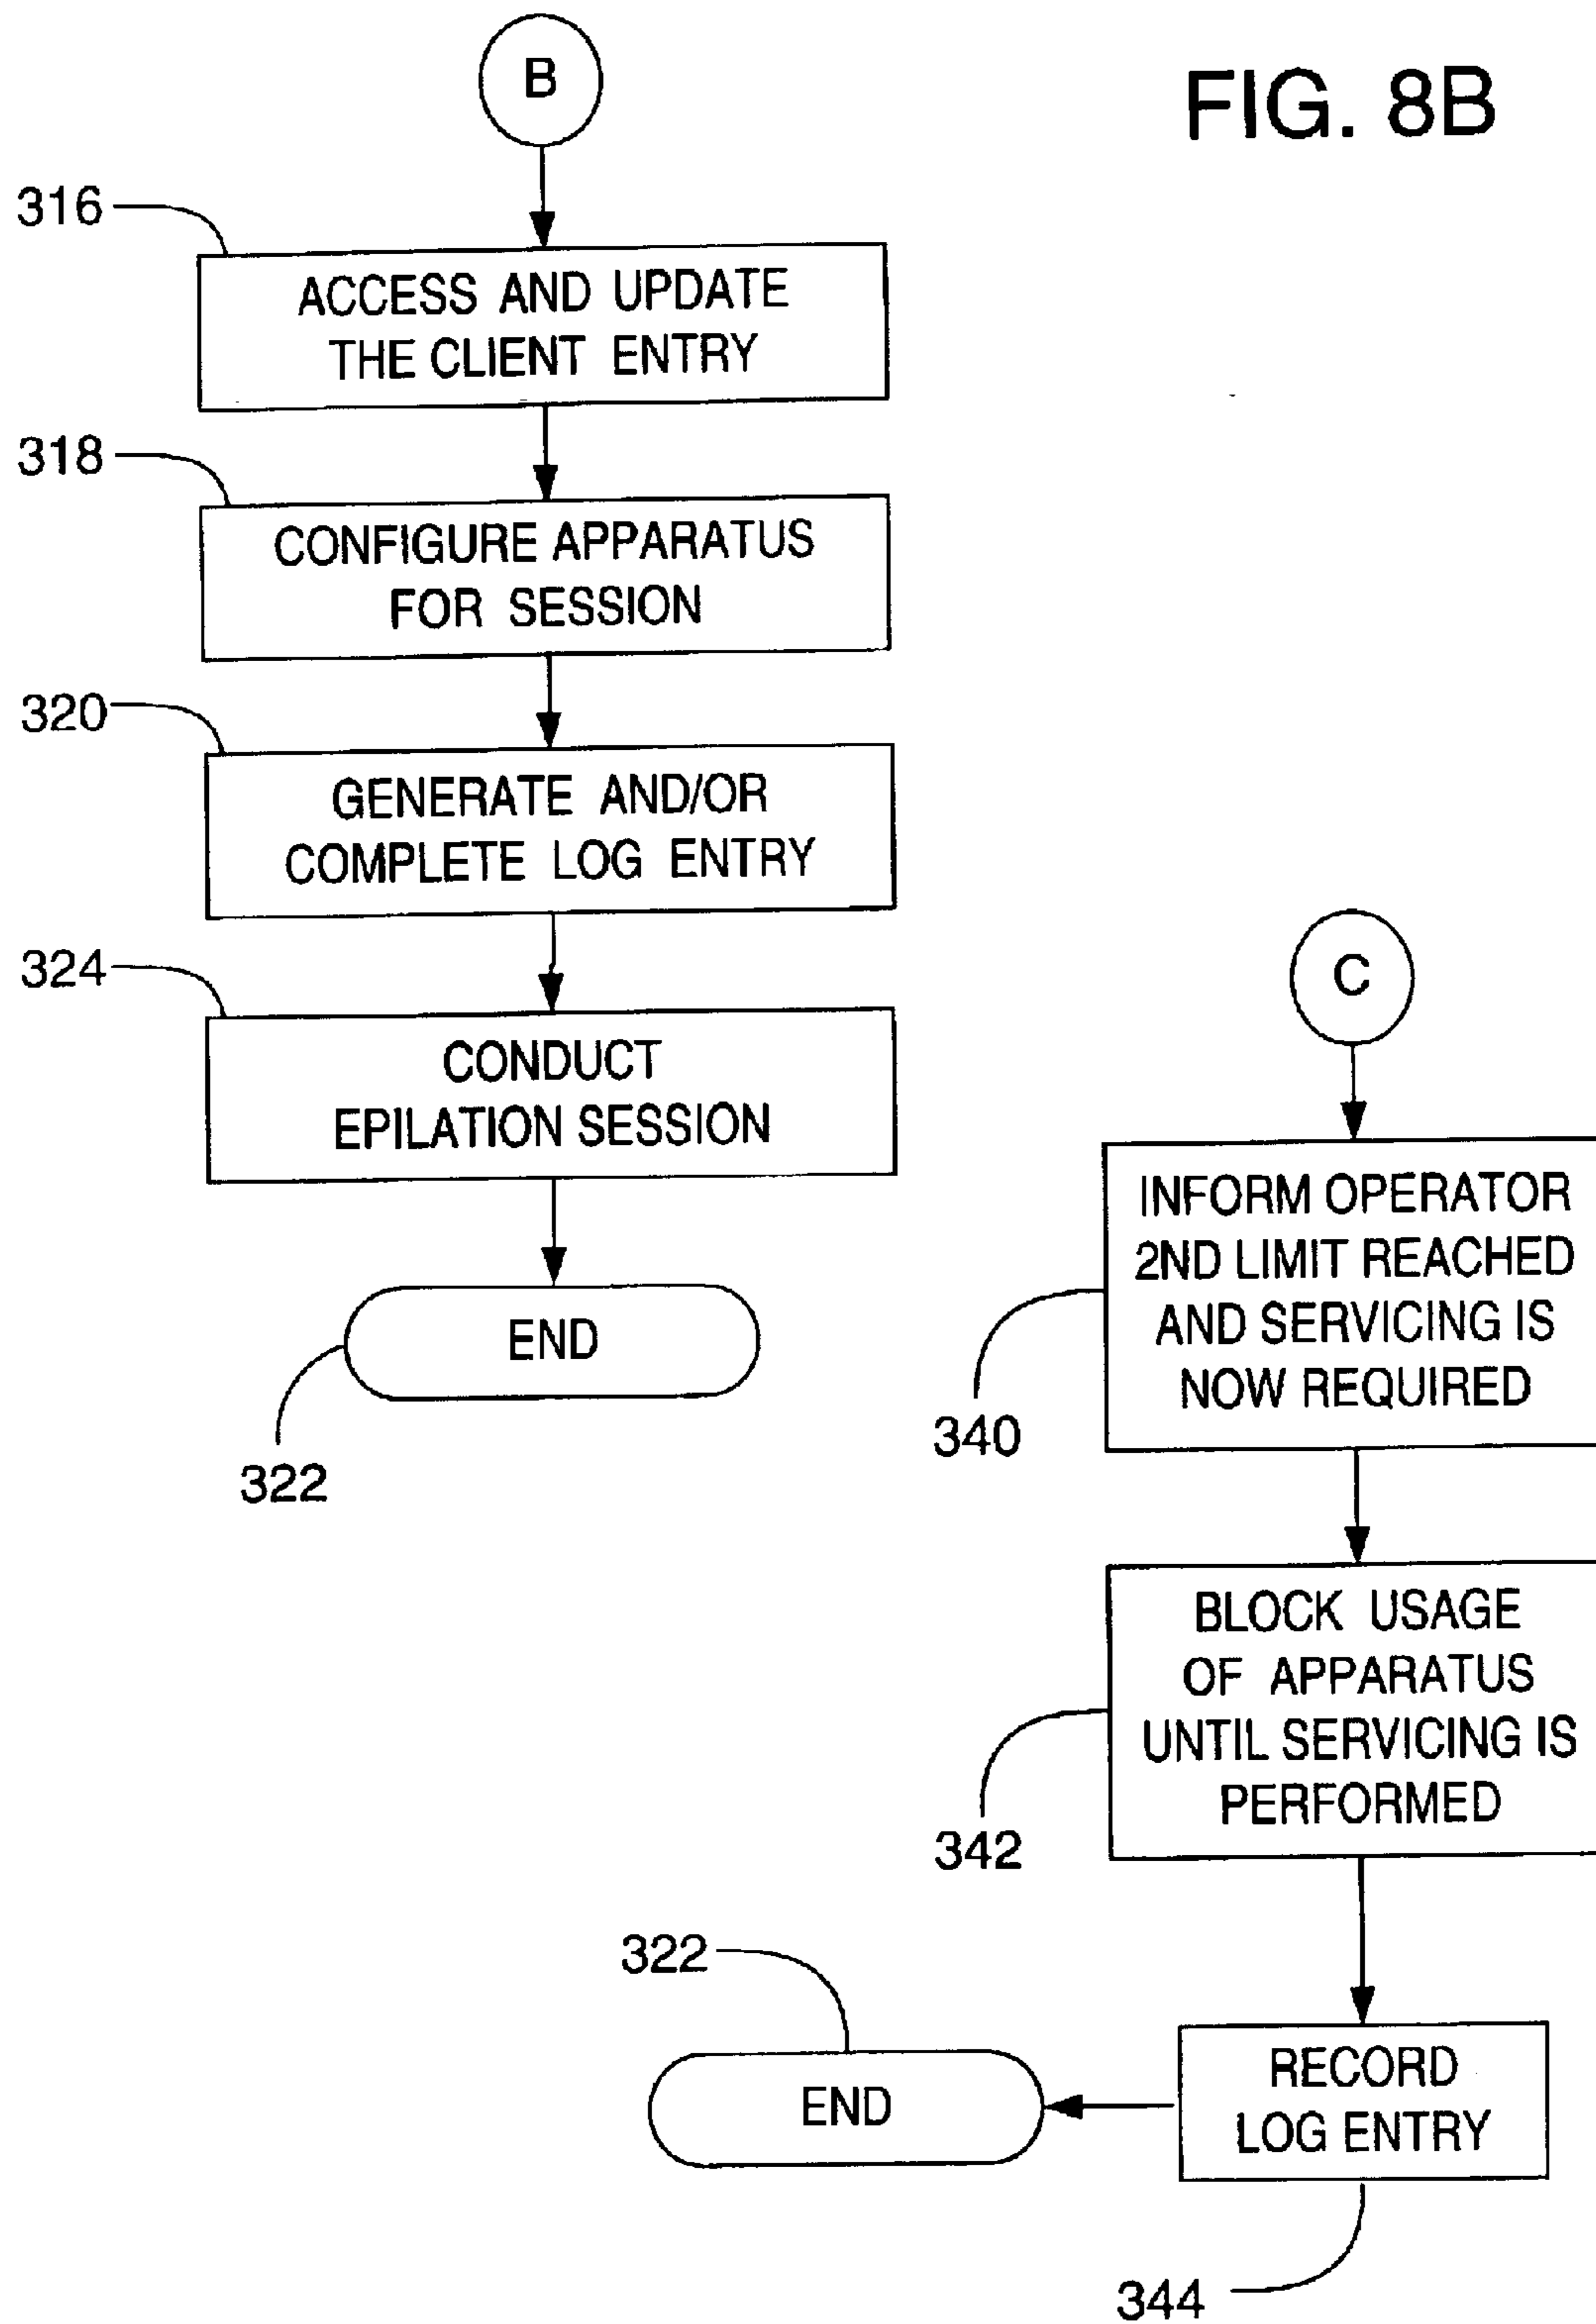 FIG. 8B
B
316
ACCESS AND UPDATE
THE CLIENT ENTRY
318
CONFIGURE APPARATUS
FOR SESSION
320
GENERATE AND/OR
COMPLETE LOG ENTRY
324
CONDUCT
EPILATION SESSION
END
322
C
INFORM OPERATOR
2ND LIMIT REACHED
AND SERVICING IS
NOW REQUIRED
340
BLOCK USAGE
OF APPARATUS
UNTIL SERVICING IS
PERFORMED
342
RECORD
LOG ENTRY
344
322
END